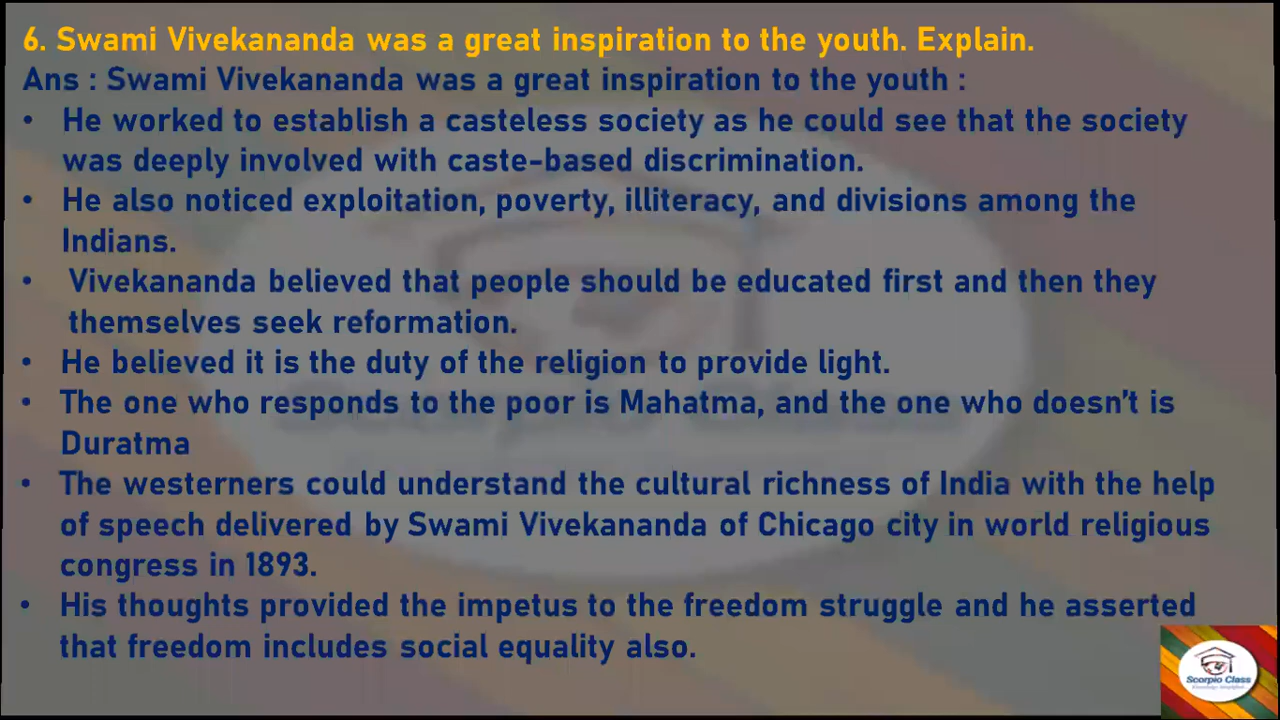 6. Swami Vivekananda was a great inspiration to the youth. Explain.
Ans : Swami Vivekananda was a great inspiration to the youth :
• He worked to establish a casteless society as he could see that the society
was deeply involved with caste-based discrimination.
• He also noticed exploitation, poverty, illiteracy, and divisions among the
Indians.
• Vivekananda believed that people should be educated first and then they
themselves seek reformation.
• He believed it is the duty of the religion to provide light.
• The one who responds to the poor is Mahatma, and the one who doesn't is
Duratma
• The westerners could understand the cultural richness of India with the help
of speech delivered by Swami Vivekananda of Chicago city in world religious
congress in 1893.
• His thoughts provided the impetus to the freedom struggle and he asserted
that freedom includes social equality also.
Scorpio Class